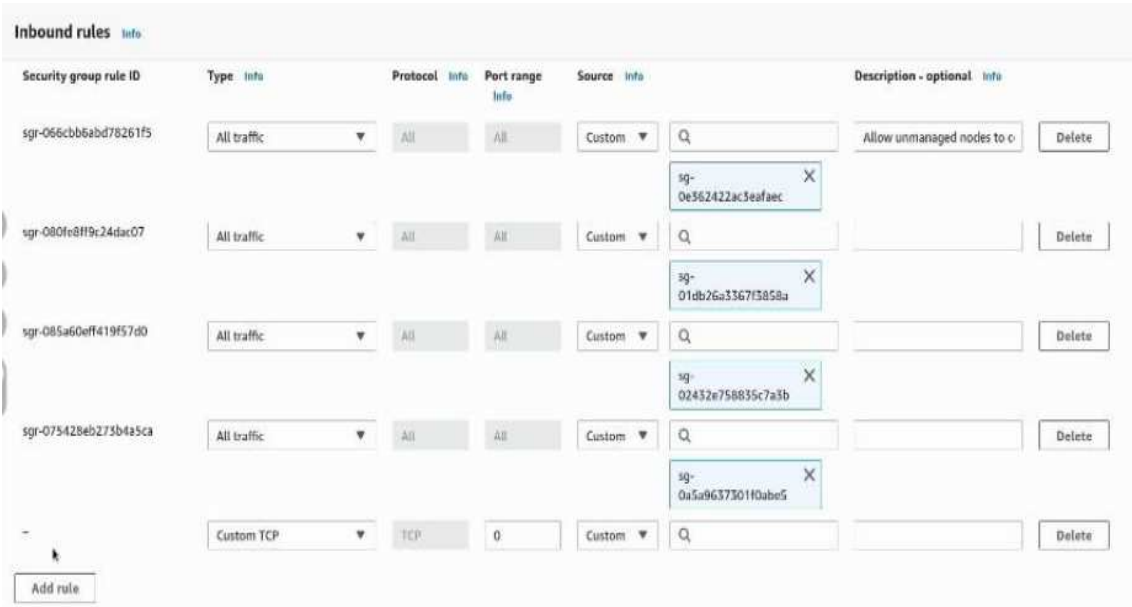 Inbound rules Info
Security group rule ID Type Info Protocol Info Port range Info Source Info Description - optional Info
sgr-066cbb6abd78261f5 All traffic All All Custom Allow unmanaged nodes to c Delete
sg-
0e362422ac3eafaec
sgr-080fe8ff9c24dac07 All traffic All All Custom Delete
sg-
01db26a3367f3858a
sgr-085a60eff419f57d0 All traffic All All Custom Delete
sg-
02432e758835c7a3b
sgr-075428eb273b4a5ca All traffic All All Custom Delete
sg-
0a5a9637301f0abe5
– Custom TCP TCP 0 Custom Delete
Add rule